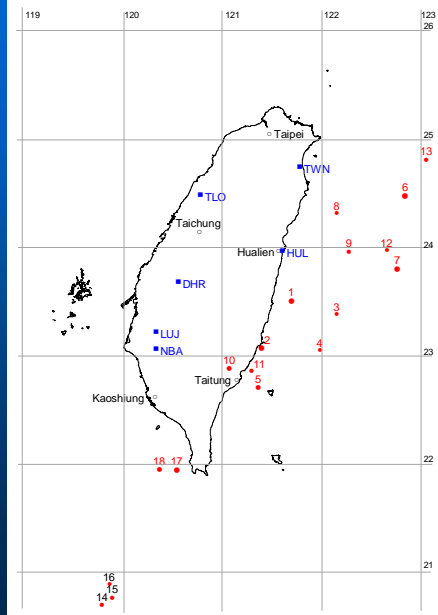 119 120 121 122 123
26
25
24
23
22
21
Taipei
13
TWN
6
TLO
8
Taichung
Hualien HUL 9 12
7
DHR
1
3
LUJ
2 4
NBA
10 11
Taitung 5
Kaoshiung
18 17
16
15
14